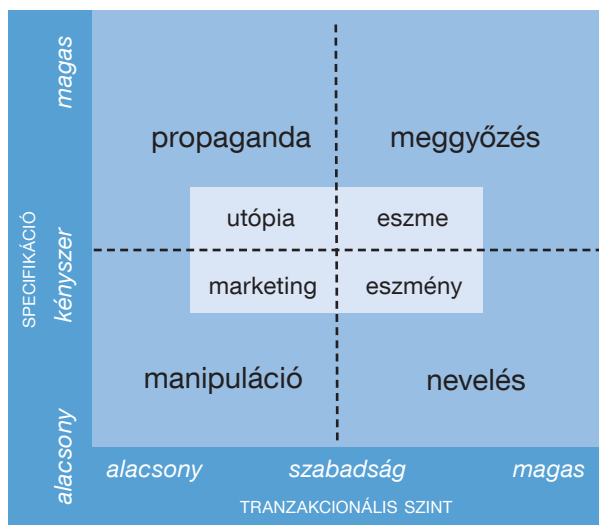 magas
propaganda meggyőzés
utópia eszme
SPECIFIKÁCIÓ
kényszer
marketing eszmény
manipuláció nevelés
alacsony
alacsony szabadság magas
TRANZAKCIONÁLIS SZINT